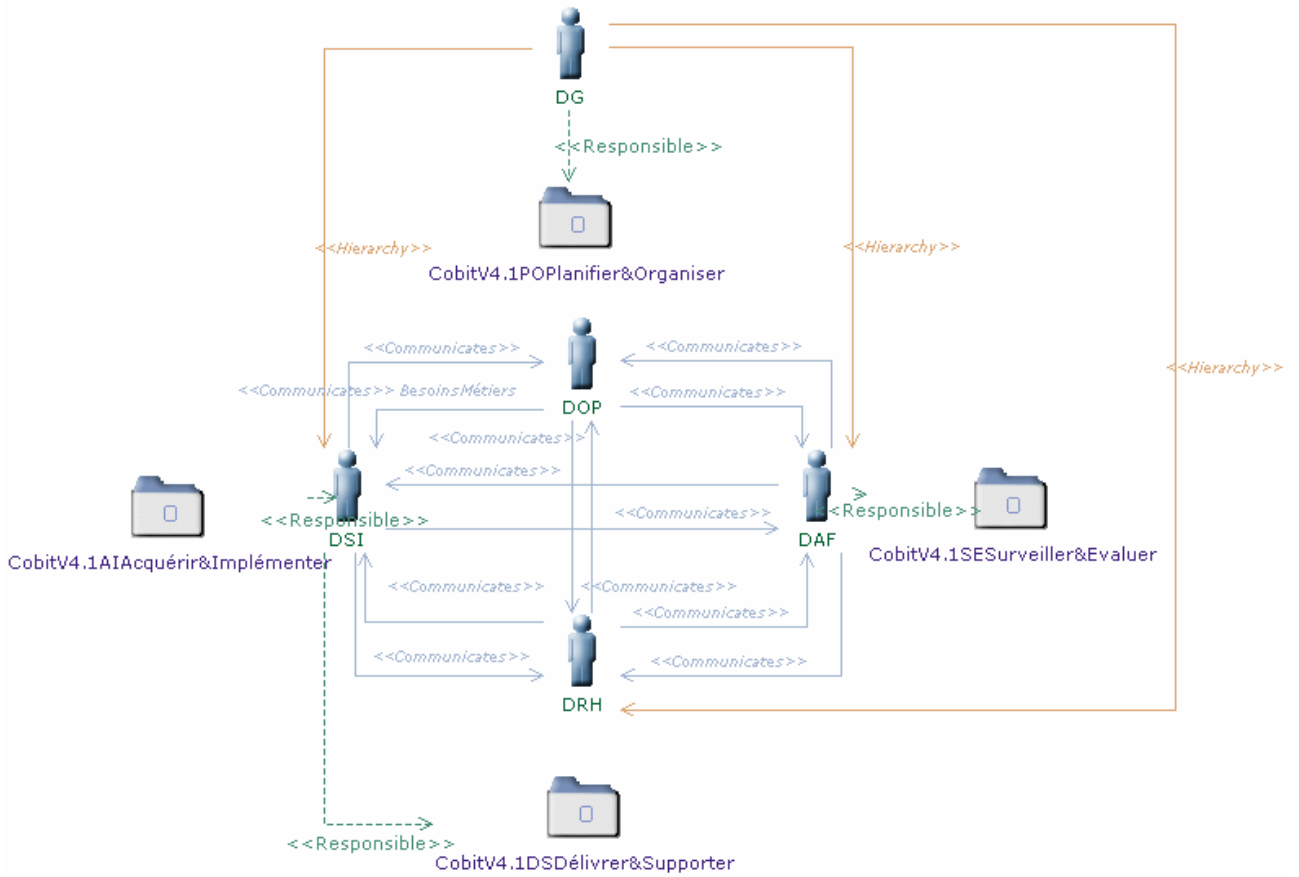 DG
<<Responsible>>
<<Hierarchy>>
<<Hierarchy>>
CobitV4.1POPlanifier&Organiser
<<Communicates>>
<<Communicates>>
<<Hierarchy>>
<<Communicates>> BesoinsMétiers
<<Communicates>>
DOP
<<Communicates>>
<<Communicates>>
<<Responsible>>
<<Communicates>>
<<Responsible>>
DSI
DAF
CobitV4.1AIAcquérir&Implémenter
CobitV4.1SESurveiller&Evaluer
<<Communicates>>
<<Communicates>>
<<Communicates>>
<<Communicates>>
<<Communicates>>
DRH
<<Responsible>>
CobitV4.1DSDélivrer&Supporter